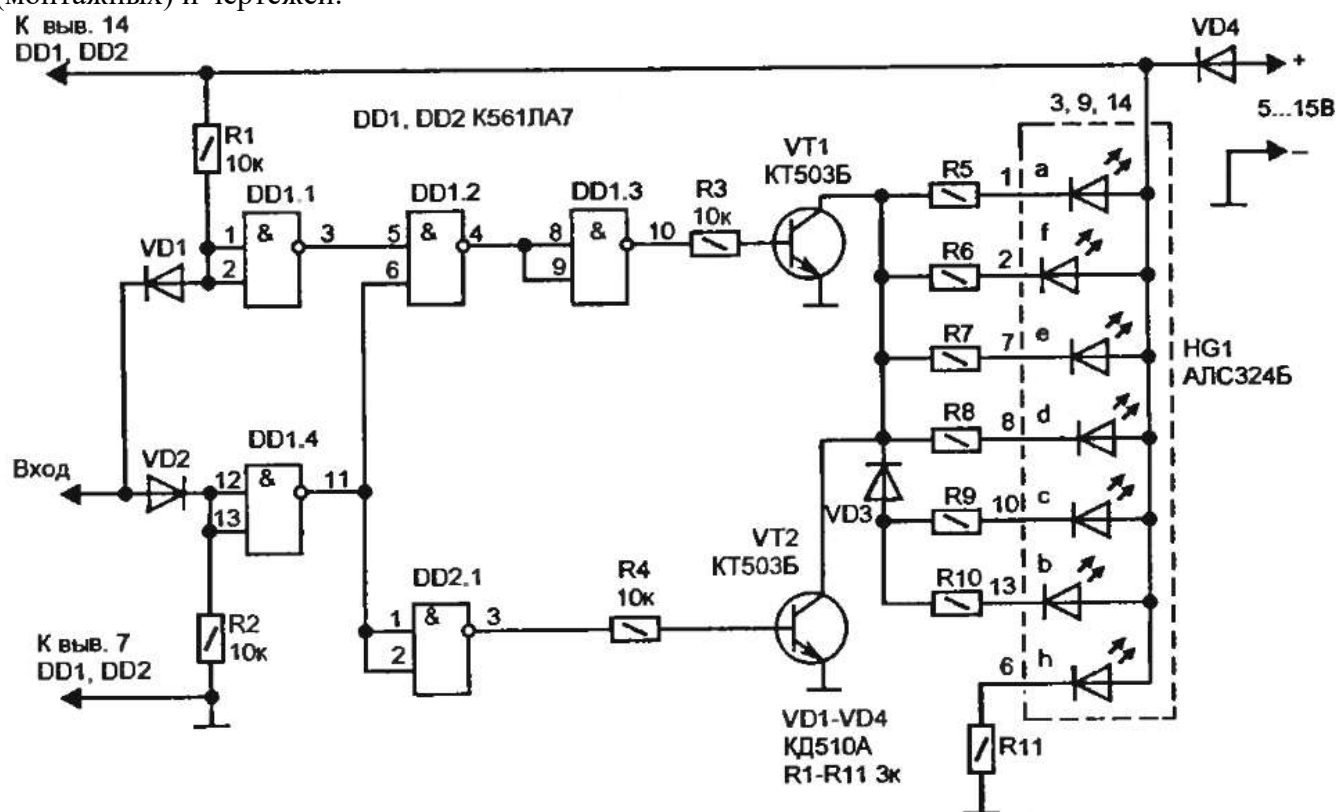 (монтажных) и чертежей.
К выв. 14
DD1, DD2
VD4
+
5...15В
–
3, 9, 14
DD1, DD2 К561ЛА7
R1
10к
VT1
КТ503Б
DD1.1
DD1.2
DD1.3
R3
10к
R5
1
a
1
&
3
5
&
4
8
&
10
2
6
9
VD1
R6
2
f
R7
7
e
HG1
АЛС324Б
R8
8
d
DD1.4
Вход
VD2
12
&
11
13
VD3
R9
10
c
VT2
КТ503Б
R10
13
b
DD2.1
R4
10к
1
&
3
2
R2
10к
К выв. 7
DD1, DD2
6
h
VD1-VD4
КД510А
R1-R11 3к
R11